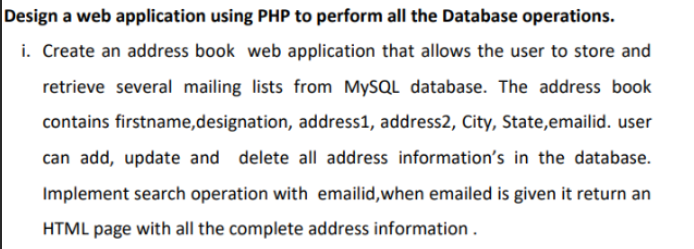 Design a web application using PHP to perform all the Database operations.
i. Create an address book web application that allows the user to store and
retrieve several mailing lists from MySQL database. The address book
contains firstname,designation, address1, address2, City, State,emailid. user
can add, update and delete all address information's in the database.
Implement search operation with emailid,when emailed is given it return an
HTML page with all the complete address information .